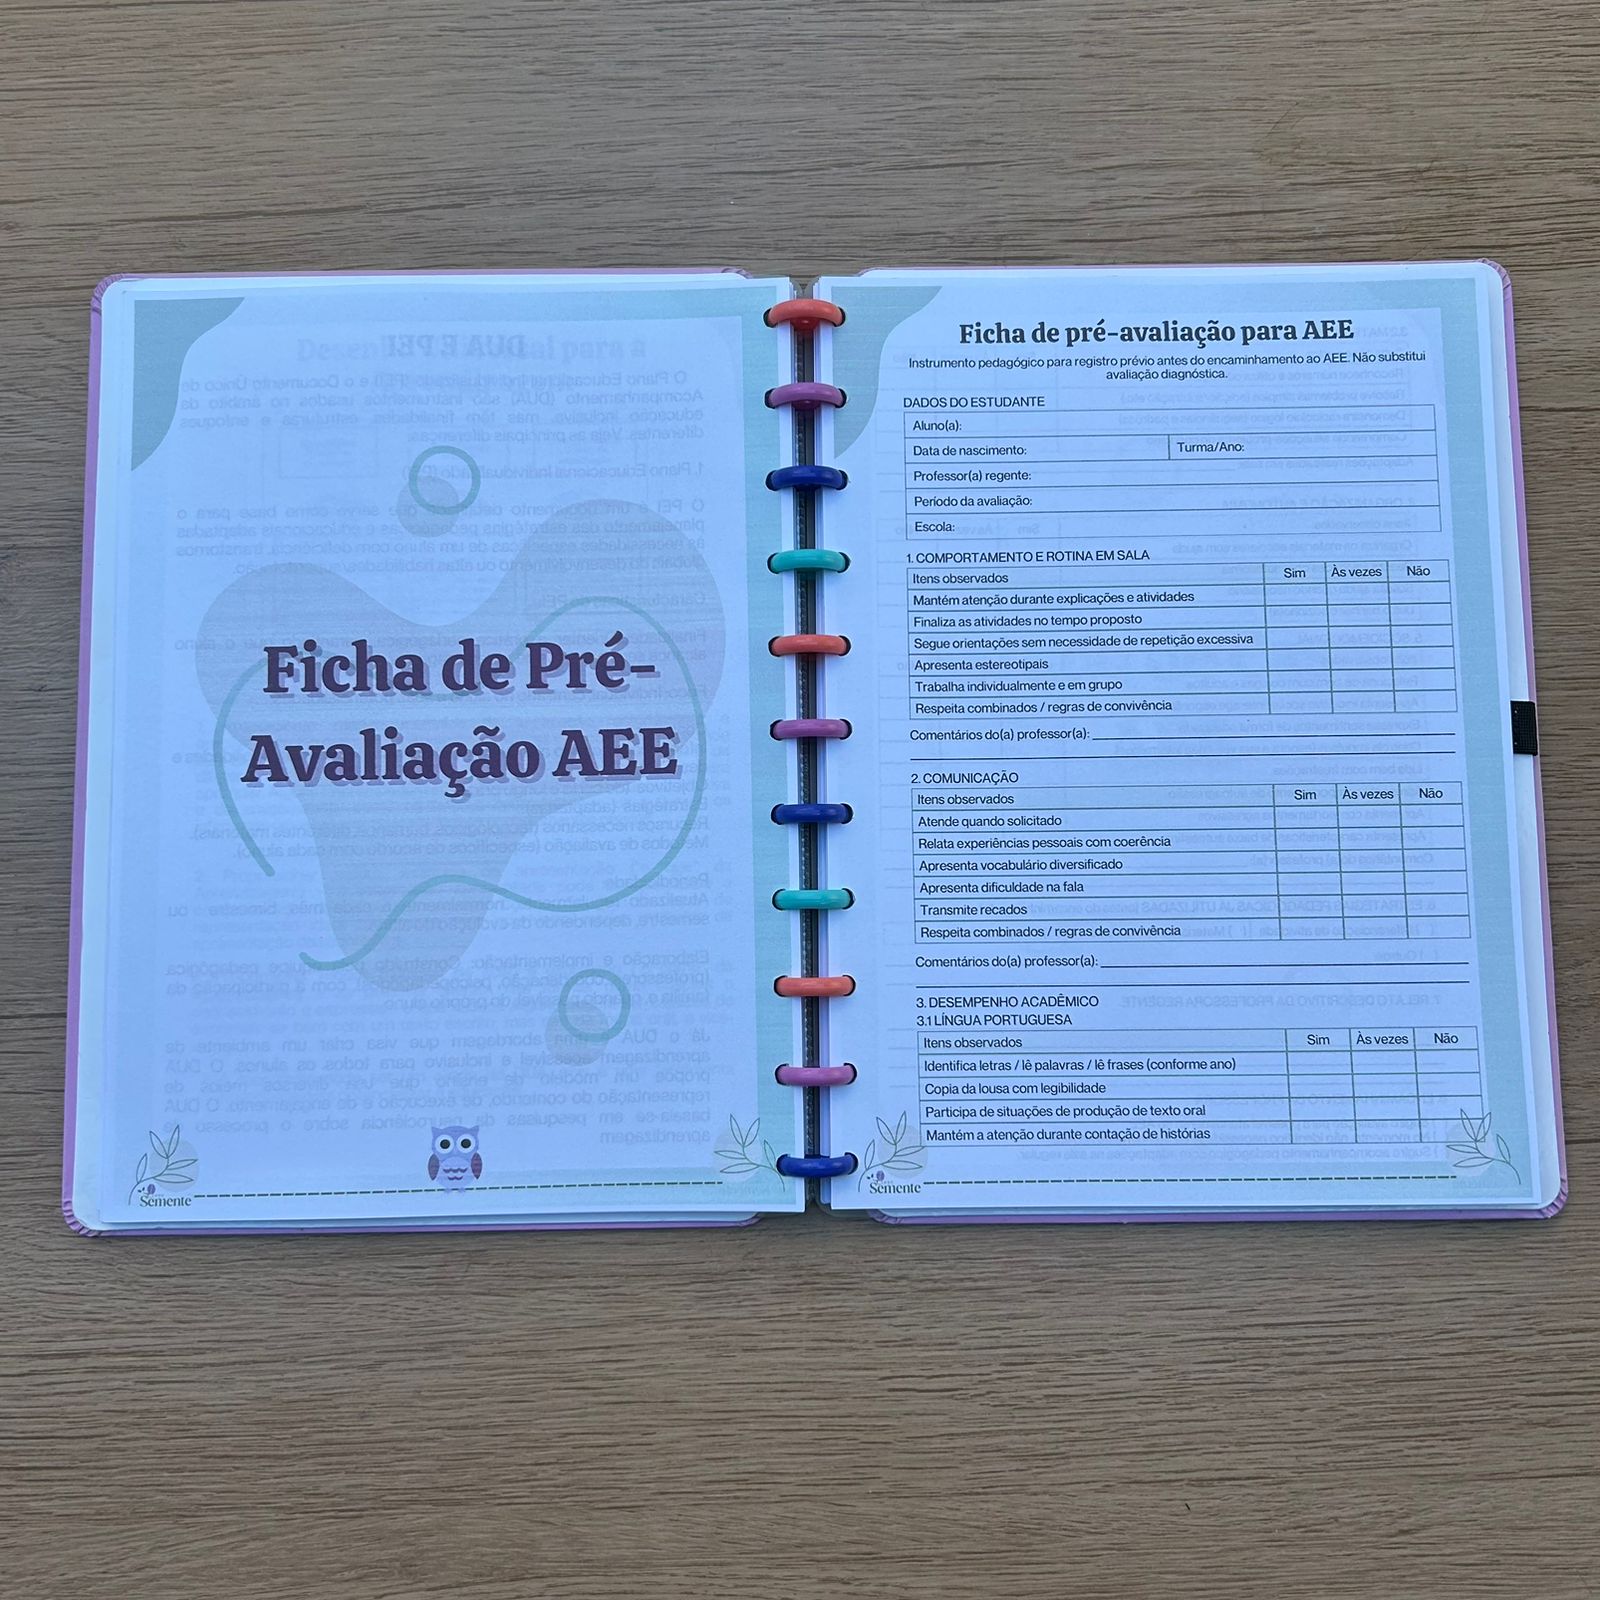 Ficha de Pré-
Avaliação AEE
Semente
Ficha de pré-avaliação para AEE
Instrumento pedagógico para registro prévio antes do encaminhamento ao AEE. Não substitui
avaliação diagnóstica.
DADOS DO ESTUDANTE
Aluno(a):
Data de nascimento: Turma/Ano:
Professor(a) regente:
Período da avaliação:
Escola:
1. COMPORTAMENTO E ROTINA EM SALA
Itens observados Sim Às vezes Não
Mantém atenção durante explicações e atividades
Finaliza as atividades no tempo proposto
Segue orientações sem necessidade de repetição excessiva
Apresenta estereotipais
Trabalha individualmente e em grupo
Respeita combinados / regras de convivência
Comentários do(a) professor(a):
2. COMUNICAÇÃO
Itens observados Sim Às vezes Não
Atende quando solicitado
Relata experiências pessoais com coerência
Apresenta vocabulário diversificado
Apresenta dificuldade na fala
Transmite recados
Respeita combinados / regras de convivência
Comentários do(a) professor(a):
3. DESEMPENHO ACADÊMICO
3.1 LÍNGUA PORTUGUESA
Itens observados Sim Às vezes Não
Identifica letras / lê palavras / lê frases (conforme ano)
Copia da lousa com legibilidade
Participa de situações de produção de texto oral
Mantém a atenção durante contação de histórias
Semente